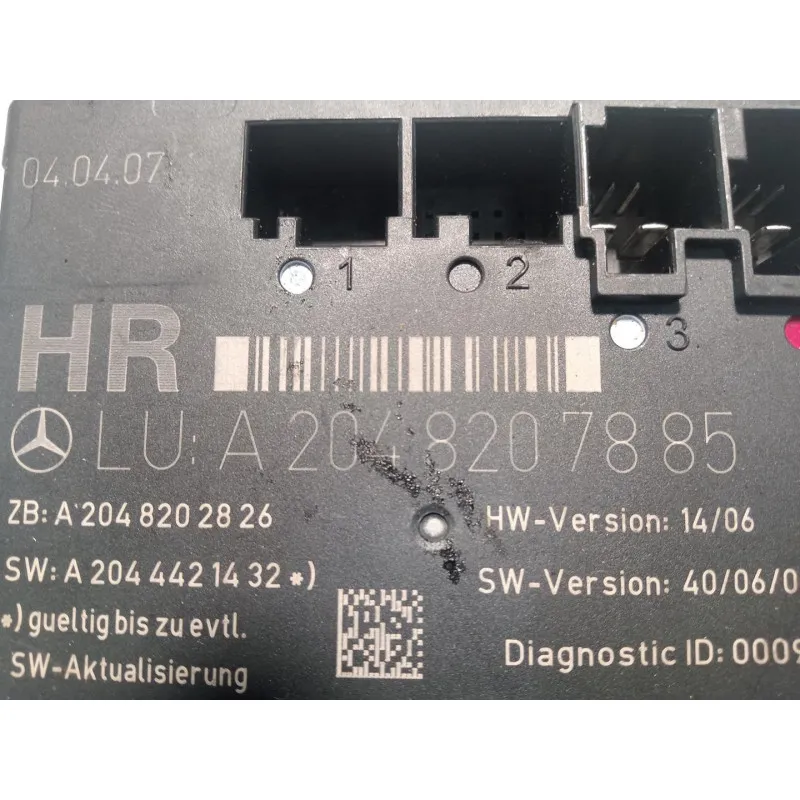 04.04.07
1
2
3
HR
LU: A 204 820 78 85
ZB: A 204 820 28 26
HW-Version: 14/06
SW: A 204 442 14 32 *)
SW-Version: 40/06/0
*) gueltig bis zu evtl.
SW-Aktualisierung
Diagnostic ID: 0009